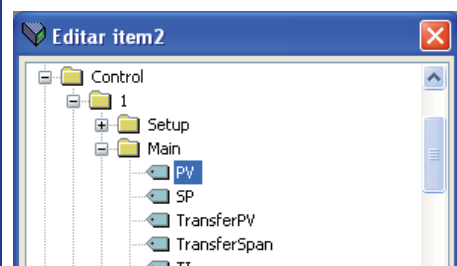 Editar item2
Control
1
Setup
Main
PV
SP
TransferPV
TransferSpan